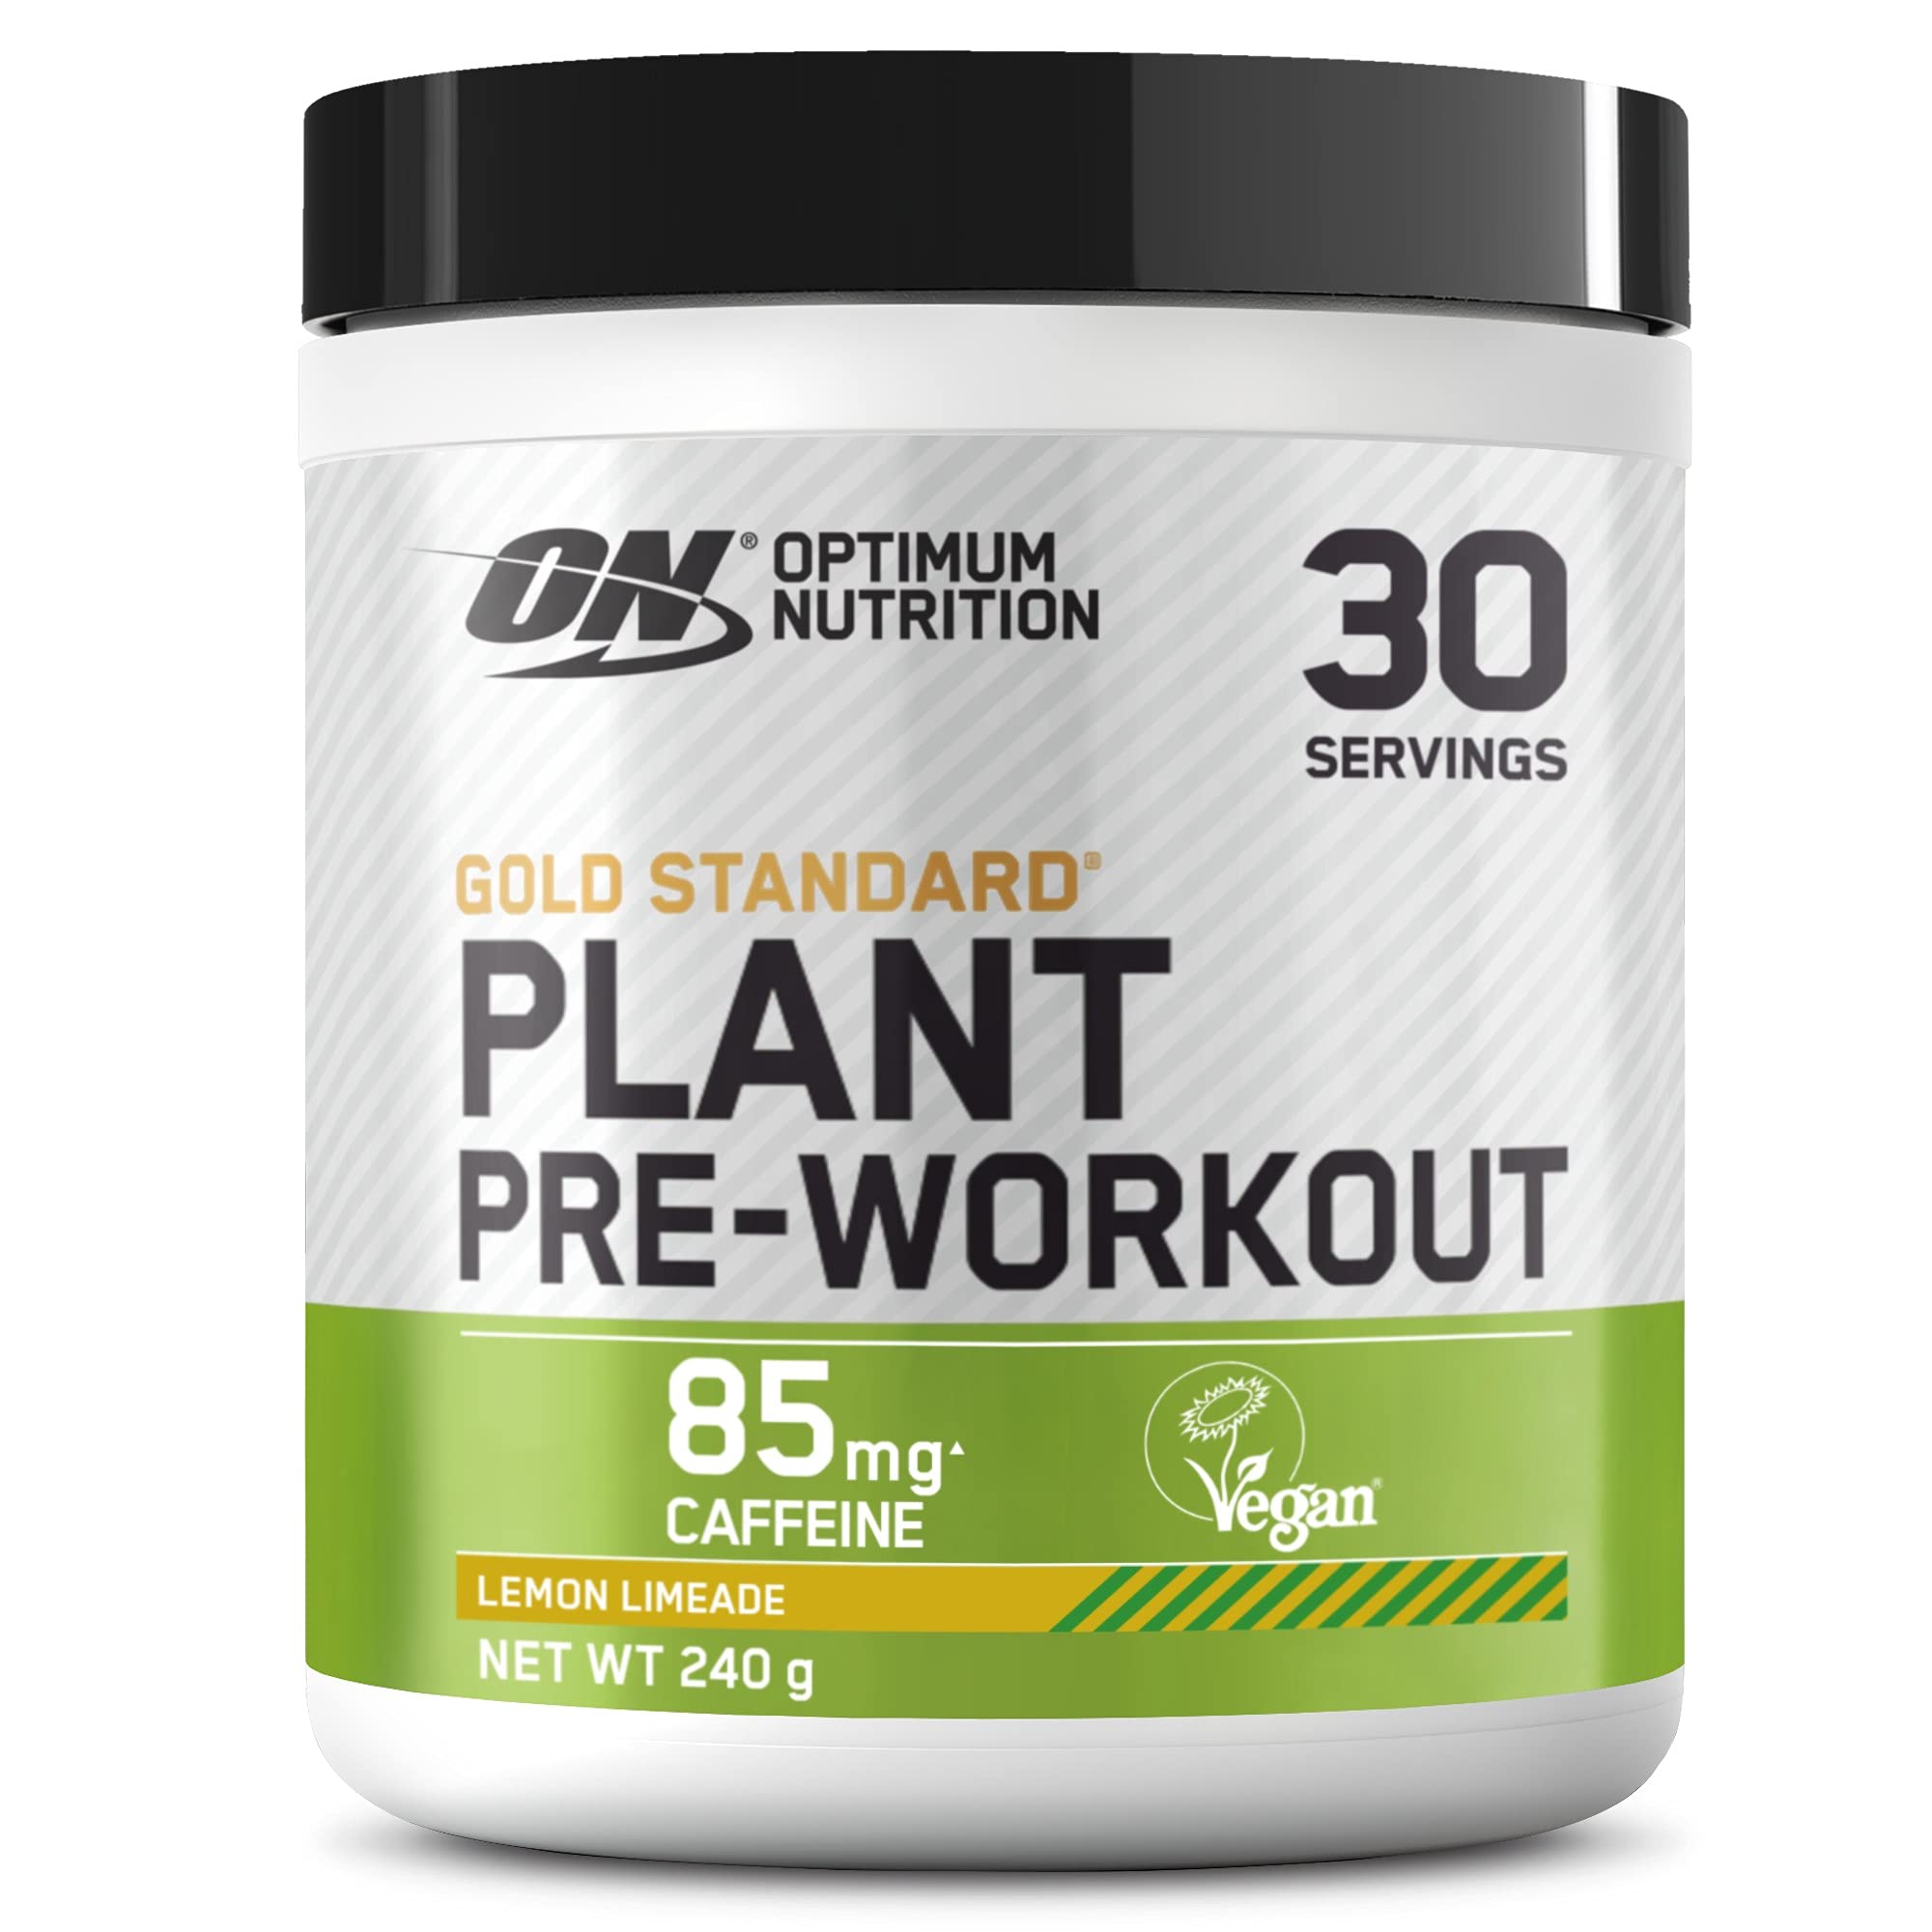 ON® OPTIMUM
NUTRITION
30
SERVINGS
GOLD STANDARD®
PLANT
PRE-WORKOUT
85mg▲
CAFFEINE
Vegan®
LEMON LIMEADE
NET WT 240 g